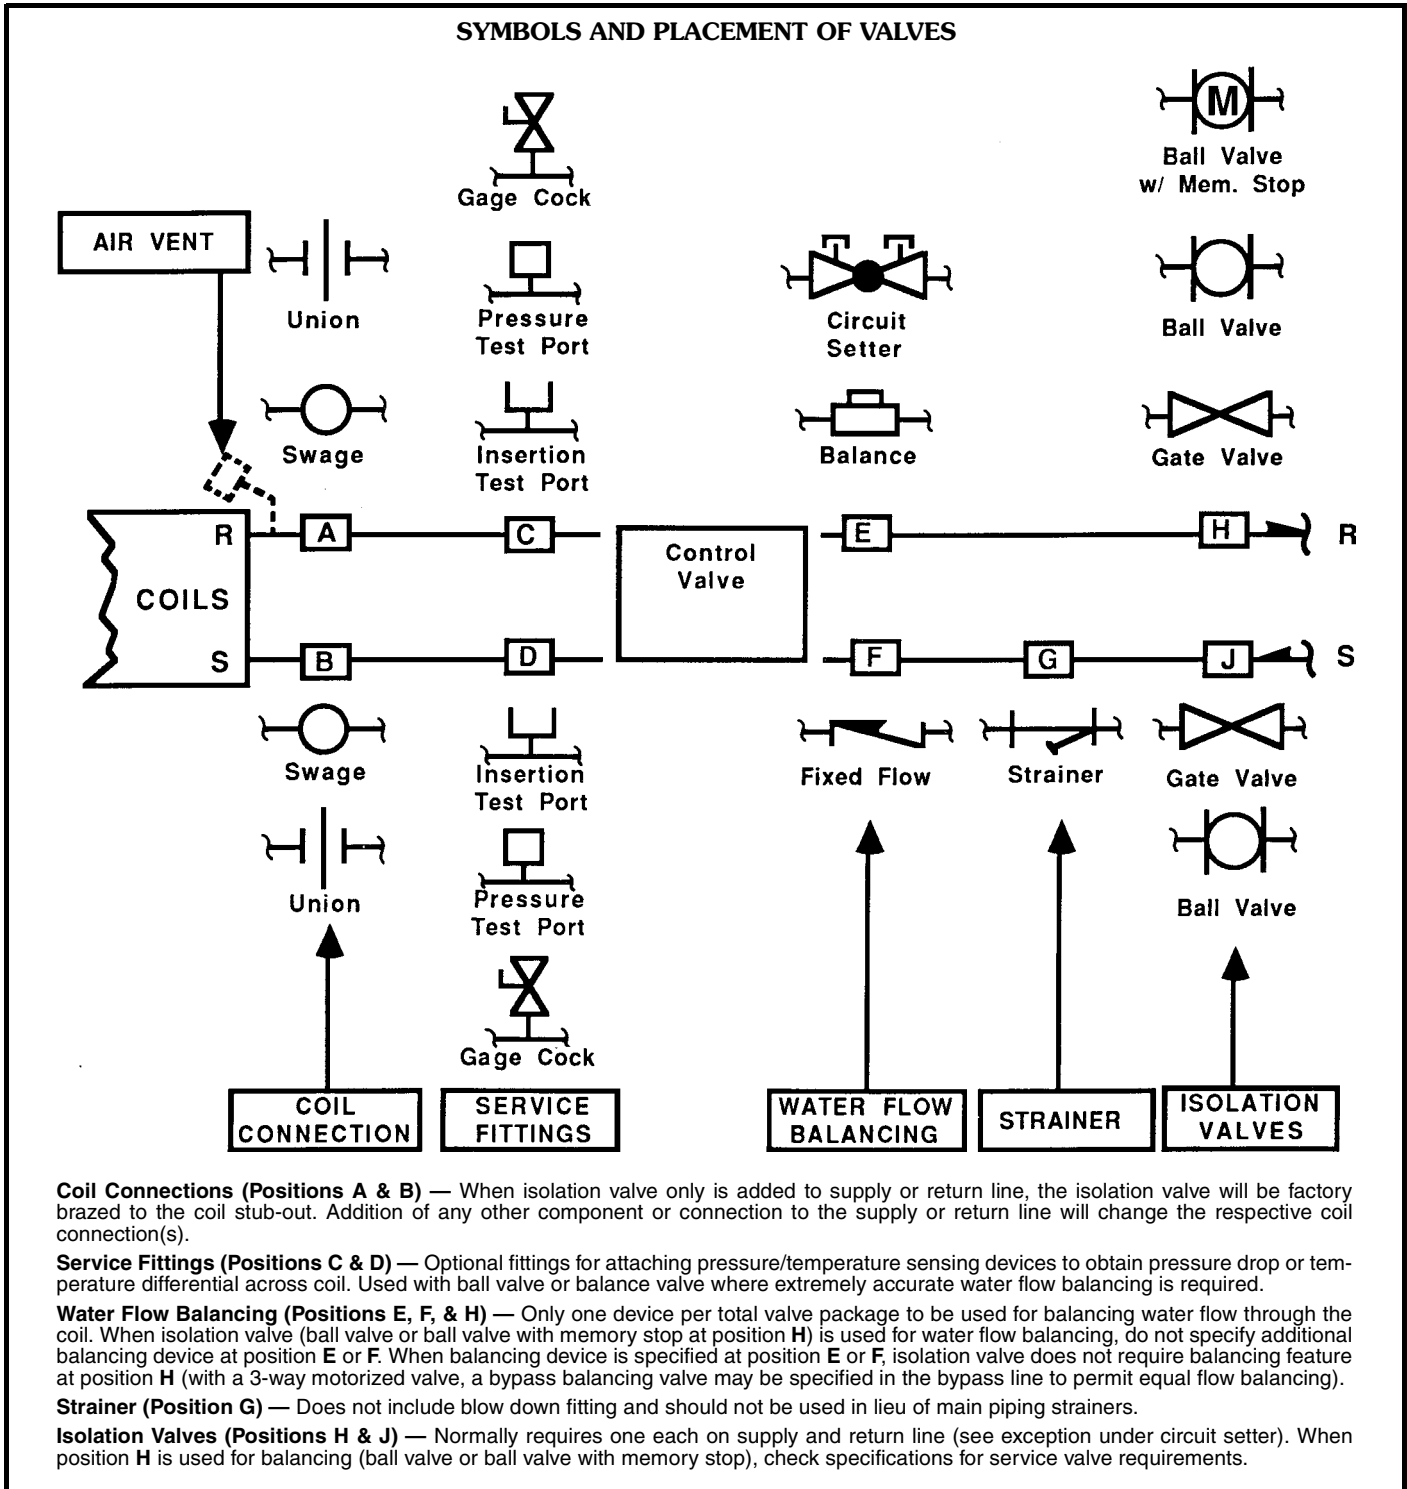 SYMBOLS AND PLACEMENT OF VALVES
M
Ball Valve
w/ Mem. Stop
Gage Cock
AIR VENT
Union
Pressure
Test Port
Circuit
Setter
Ball Valve
Swage
Insertion
Test Port
Balance
Gate Valve
R
A
C
Control
Valve
E
H
R
COILS
S
B
D
F
G
J
S
Swage
Insertion
Test Port
Fixed Flow
Strainer
Gate Valve
Union
Pressure
Test Port
Ball Valve
Gage Cock
COIL
CONNECTION
SERVICE
FITTINGS
WATER FLOW
BALANCING
STRAINER
ISOLATION
VALVES
Coil Connections (Positions A & B) — When isolation valve only is added to supply or return line, the isolation valve will be factory
brazed to the coil stub-out. Addition of any other component or connection to the supply or return line will change the respective coil
connection(s).
Service Fittings (Positions C & D) — Optional fittings for attaching pressure/temperature sensing devices to obtain pressure drop or tem-
perature differential across coil. Used with ball valve or balance valve where extremely accurate water flow balancing is required.
Water Flow Balancing (Positions E, F, & H) — Only one device per total valve package to be used for balancing water flow through the
coil. When isolation valve (ball valve or ball valve with memory stop at position H) is used for water flow balancing, do not specify additional
balancing device at position E or F. When balancing device is specified at position E or F, isolation valve does not require balancing feature
at position H (with a 3-way motorized valve, a bypass balancing valve may be specified in the bypass line to permit equal flow balancing).
Strainer (Position G) — Does not include blow down fitting and should not be used in lieu of main piping strainers.
Isolation Valves (Positions H & J) — Normally requires one each on supply and return line (see exception under circuit setter). When
position H is used for balancing (ball valve or ball valve with memory stop), check specifications for service valve requirements.